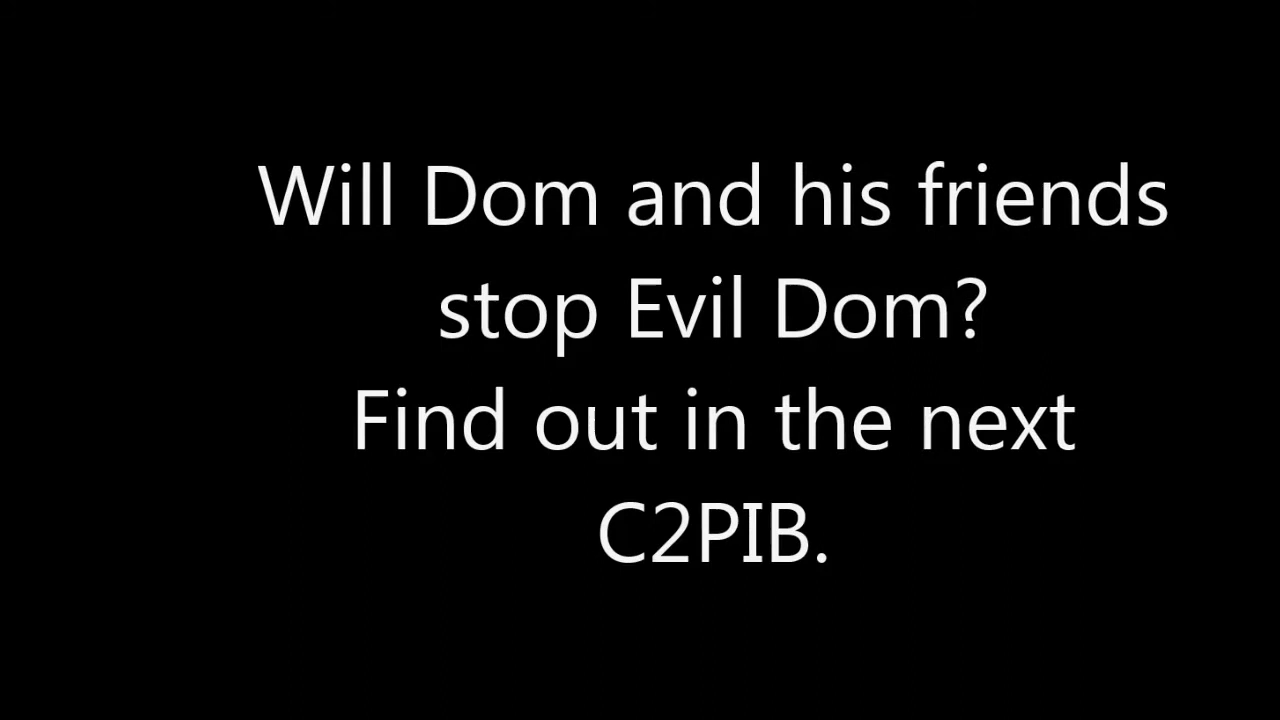 Will Dom and his friends
stop Evil Dom?
Find out in the next
C2PIB.